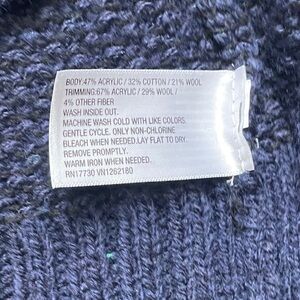 BODY:47% ACRYLIC / 32% COTTON / 21% WOOL
TRIMMING:67% ACRYLIC / 29% WOOL /
4% OTHER FIBER
WASH INSIDE OUT.
MACHINE WASH COLD WITH LIKE COLORS.
GENTLE CYCLE. ONLY NON-CHLORINE
BLEACH WHEN NEEDED.LAY FLAT TO DRY.
REMOVE PROMPTLY.
WARM IRON WHEN NEEDED.
RN17730 VN1262180